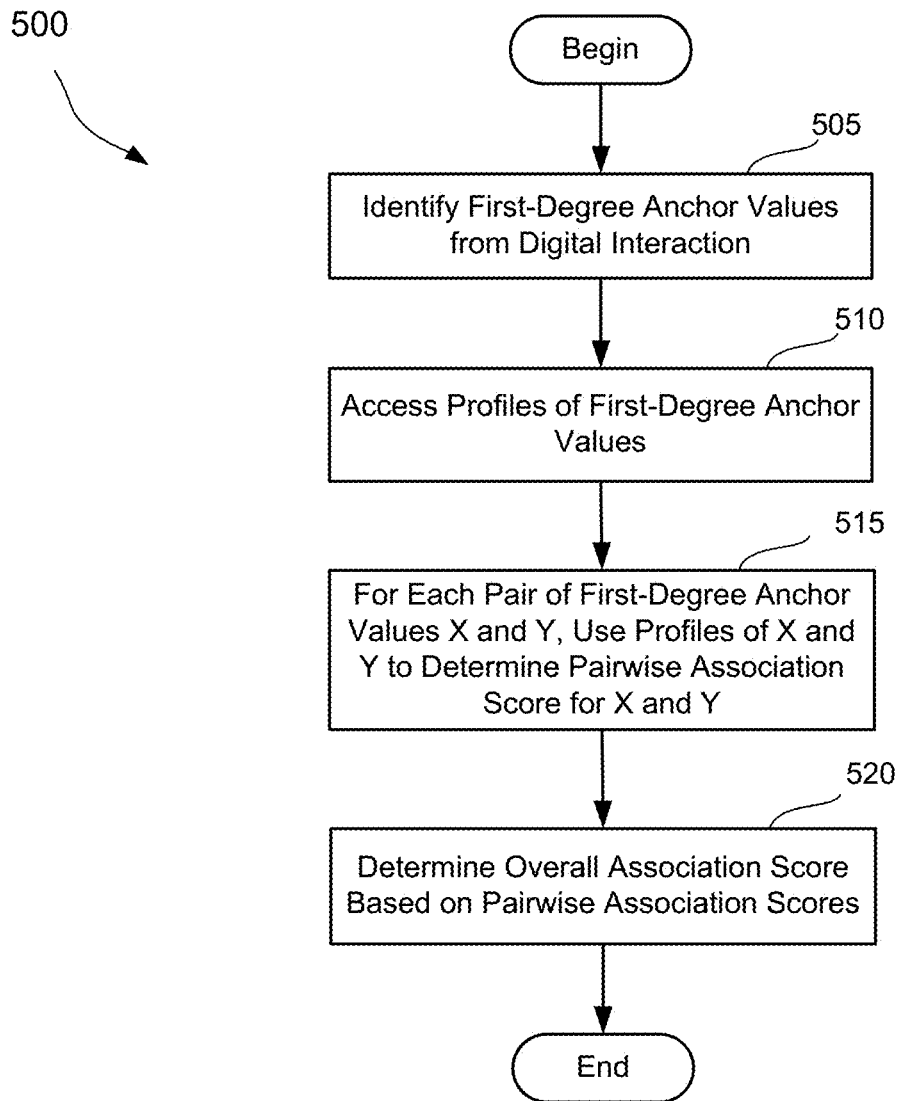 500
Begin
505
Identify First-Degree Anchor Values
from Digital Interaction
510
Access Profiles of First-Degree Anchor
Values
515
For Each Pair of First-Degree Anchor
Values X and Y, Use Profiles of X and
Y to Determine Pairwise Association
Score for X and Y
520
Determine Overall Association Score
Based on Pairwise Association Scores
End